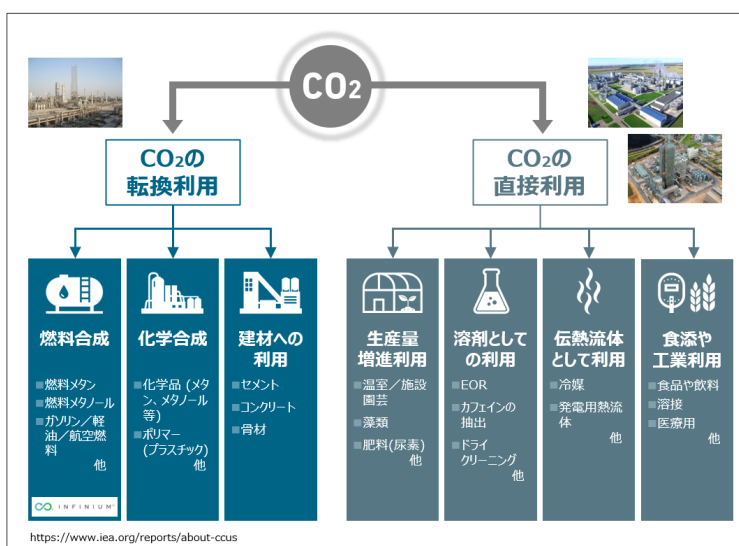 CO₂
CO₂の
転換利用
CO₂の
直接利用
燃料合成
■燃料メタン
■燃料メタノール
■ガソリン／軽
油／航空燃
料
他
INFINIUM™
化学合成
■化学品 (メタ
ン、メタノール
等)
■ポリマー
(プラスチック)
他
建材への
利用
■セメント
■コンクリート
■骨材
生産量
増進利用
■温室／施設
園芸
■藻類
■肥料(尿素)
他
溶剤として
の利用
■EOR
■カフェインの
抽出
■ドライ
クリーニング
他
伝熱流体
として利用
■冷媒
■発電用熱流
体
他
食添や
工業利用
■食品や飲料
■溶接
■医療用
他
https://www.iea.org/reports/about-ccus